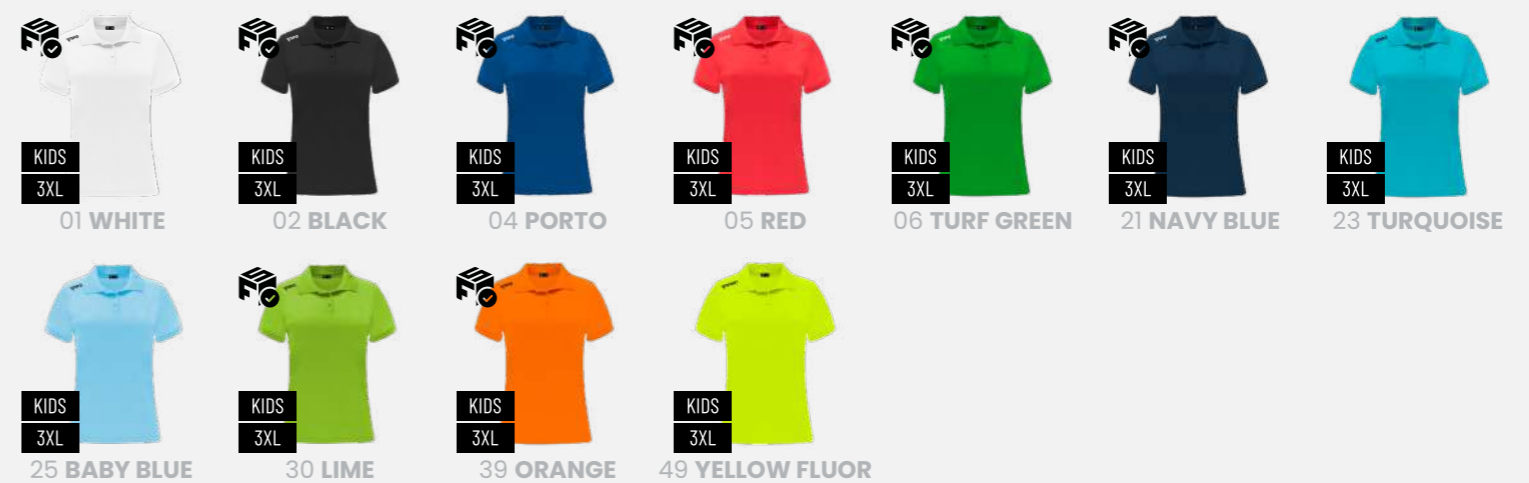 KIDS
3XL
01 WHITE
KIDS
3XL
02 BLACK
KIDS
3XL
04 PORTO
KIDS
3XL
05 RED
KIDS
3XL
06 TURF GREEN
KIDS
3XL
21 NAVY BLUE
KIDS
3XL
23 TURQUOISE
KIDS
3XL
25 BABY BLUE
KIDS
3XL
30 LIME
KIDS
3XL
39 ORANGE
KIDS
3XL
49 YELLOW FLUOR